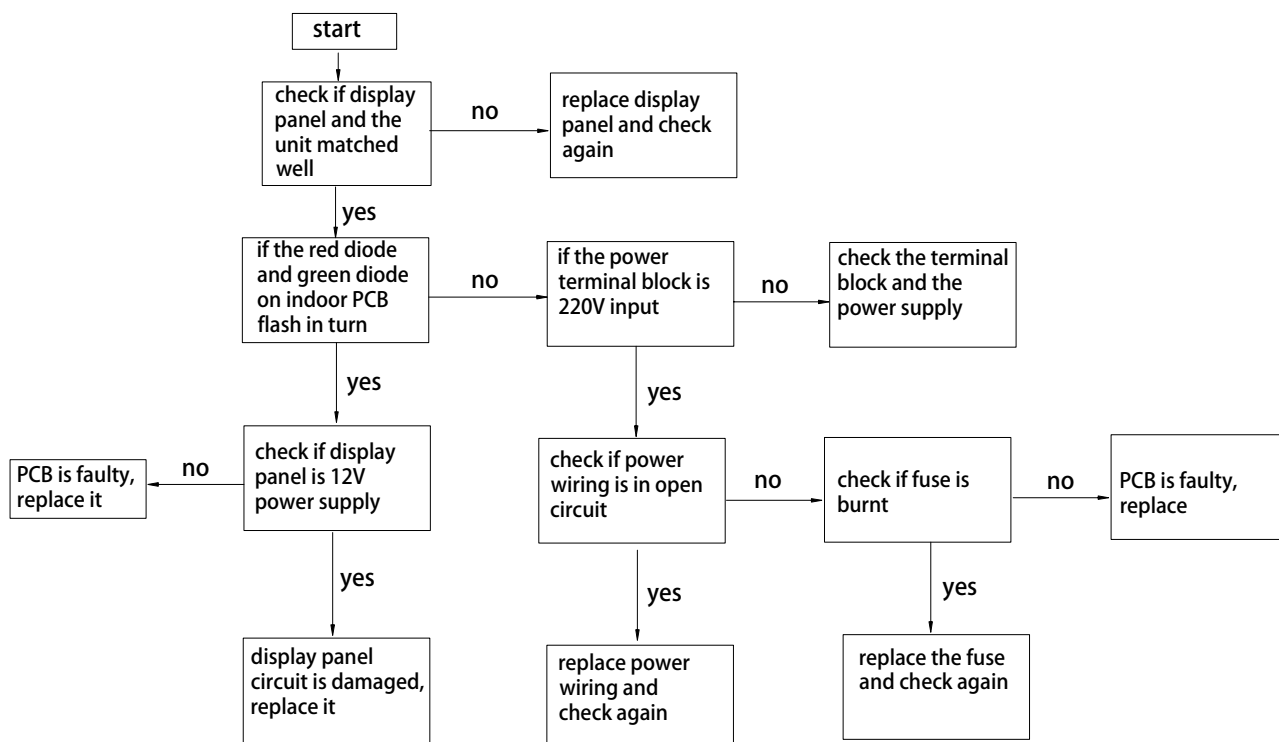 start
check if display
panel and the
unit matched
well
no
replace display
panel and check
again
yes
if the red diode
and green diode
on indoor PCB
flash in turn
no
if the power
terminal block is
220V input
no
check the terminal
block and the
power supply
yes
yes
PCB is faulty,
replace it
no
check if display
panel is 12V
power supply
check if power
wiring is in open
circuit
no
check if fuse is
burnt
no
PCB is faulty,
replace
yes
yes
yes
display panel
circuit is damaged,
replace it
replace power
wiring and
check again
replace the fuse
and check again